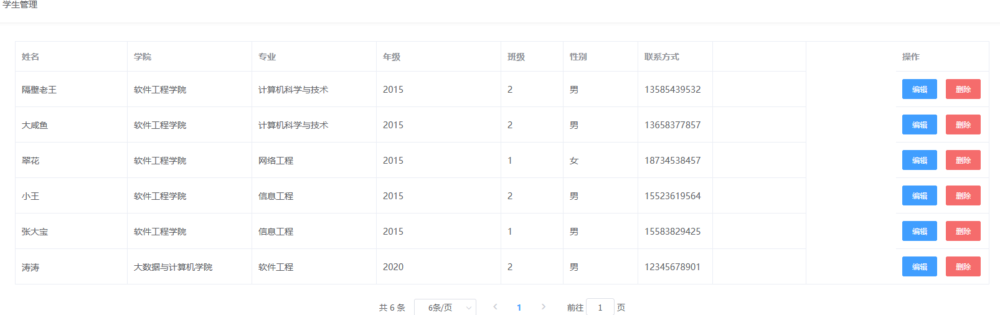 学生管理
姓名 学院 专业 年级 班级 性别 联系方式 操作
隔壁老王 软件工程学院 计算机科学与技术 2015 2 男 13585439532 编辑 删除
大咸鱼 软件工程学院 计算机科学与技术 2015 2 男 13658377857 编辑 删除
翠花 软件工程学院 网络工程 2015 1 女 18734538457 编辑 删除
小王 软件工程学院 信息工程 2015 2 男 15523619564 编辑 删除
张大宝 软件工程学院 信息工程 2015 1 男 15583829425 编辑 删除
涛涛 大数据与计算机学院 软件工程 2020 2 男 12345678901 编辑 删除
共 6 条 6条/页 1 前往 1 页